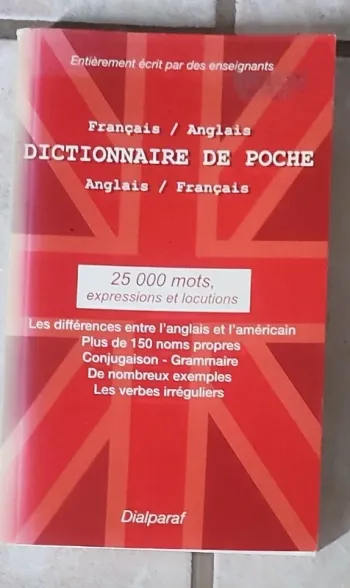 Entièrement écrit par des enseignants
Français / Anglais
DICTIONNAIRE DE POCHE
Anglais / Français
25 000 mots,
expressions et locutions
Les différences entre l'anglais et l'américain
Plus de 150 noms propres
Conjugaison - Grammaire
De nombreux exemples
Les verbes irréguliers
Dialparaf